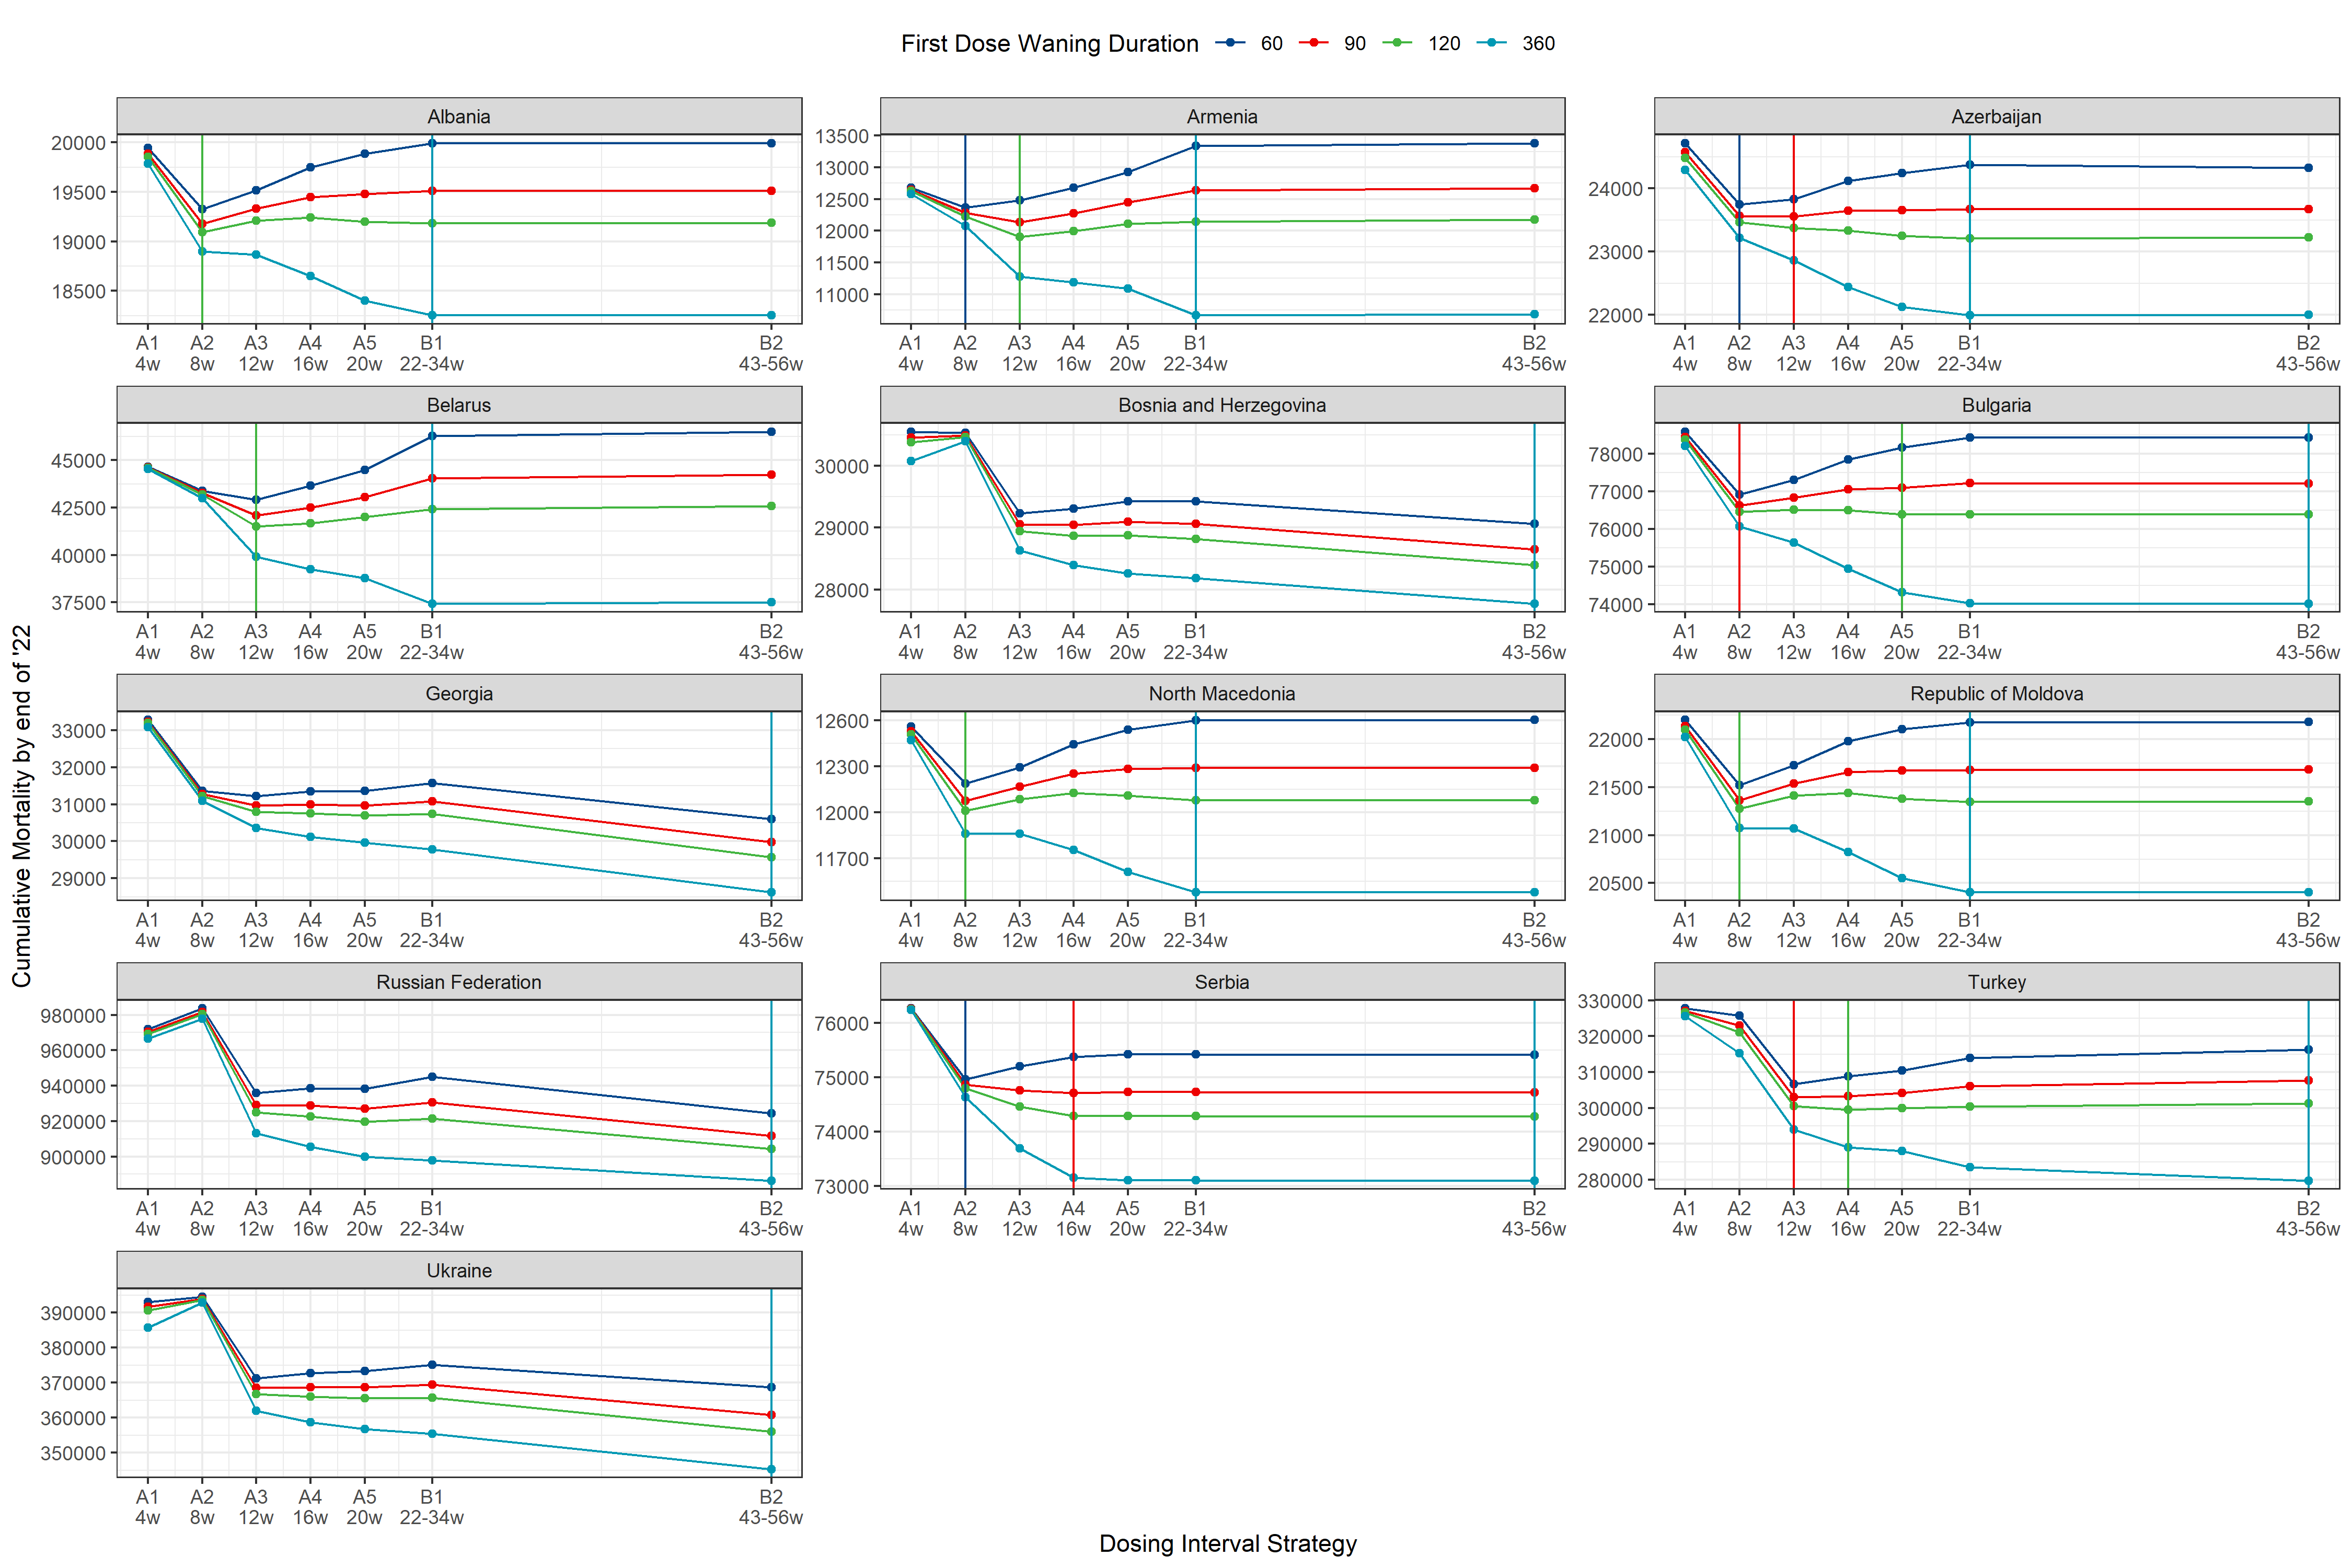 First Dose Waning Duration 60 90 120 360
Cumulative Mortality by end of '22
Albania
20000
19500
19000
18500
A1 A2 A3 A4 A5 B1 B2
4w 8w 12w 16w 20w 22-34w 43-56w
Armenia
13500
13000
12500
12000
11500
11000
A1 A2 A3 A4 A5 B1 B2
4w 8w 12w 16w 20w 22-34w 43-56w
Azerbaijan
24000
23000
22000
A1 A2 A3 A4 A5 B1 B2
4w 8w 12w 16w 20w 22-34w 43-56w
Belarus
45000
42500
40000
37500
A1 A2 A3 A4 A5 B1 B2
4w 8w 12w 16w 20w 22-34w 43-56w
Bosnia and Herzegovina
30000
29000
28000
A1 A2 A3 A4 A5 B1 B2
4w 8w 12w 16w 20w 22-34w 43-56w
Bulgaria
78000
77000
76000
75000
74000
A1 A2 A3 A4 A5 B1 B2
4w 8w 12w 16w 20w 22-34w 43-56w
Georgia
33000
32000
31000
30000
29000
A1 A2 A3 A4 A5 B1 B2
4w 8w 12w 16w 20w 22-34w 43-56w
North Macedonia
12600
12300
12000
11700
A1 A2 A3 A4 A5 B1 B2
4w 8w 12w 16w 20w 22-34w 43-56w
Republic of Moldova
22000
21500
21000
20500
A1 A2 A3 A4 A5 B1 B2
4w 8w 12w 16w 20w 22-34w 43-56w
Russian Federation
980000
960000
940000
920000
900000
A1 A2 A3 A4 A5 B1 B2
4w 8w 12w 16w 20w 22-34w 43-56w
Serbia
76000
75000
74000
73000
A1 A2 A3 A4 A5 B1 B2
4w 8w 12w 16w 20w 22-34w 43-56w
Turkey
330000
320000
310000
300000
290000
280000
A1 A2 A3 A4 A5 B1 B2
4w 8w 12w 16w 20w 22-34w 43-56w
Ukraine
390000
380000
370000
360000
350000
A1 A2 A3 A4 A5 B1 B2
4w 8w 12w 16w 20w 22-34w 43-56w
Dosing Interval Strategy